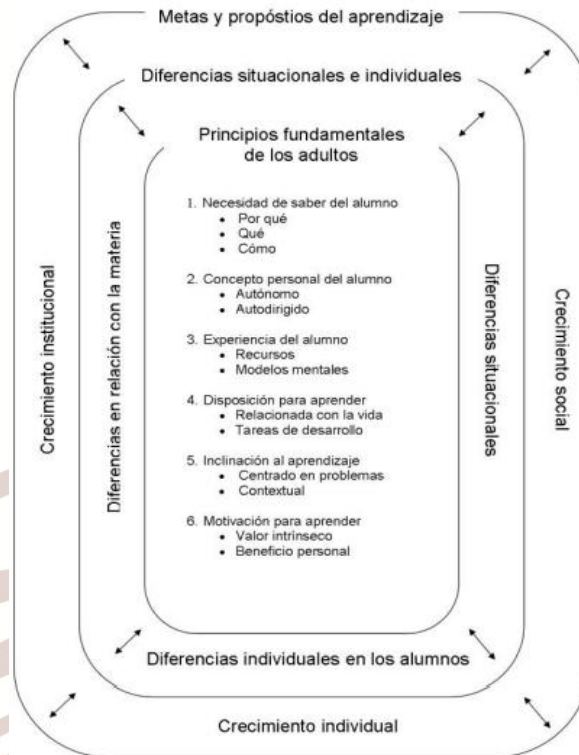 Metas y propóstios del aprendizaje
Diferencias situacionales e individuales
Principios fundamentales
de los adultos
1. Necesidad de saber del alumno
• Por qué
• Qué
• Cómo
2. Concepto personal del alumno
• Autónomo
• Autodirigido
3. Experiencia del alumno
• Recursos
• Modelos mentales
4. Disposición para aprender
• Relacionada con la vida
• Tareas de desarrollo
5. Inclinación al aprendizaje
• Centrado en problemas
• Contextual
6. Motivación para aprender
• Valor intrínseco
• Beneficio personal
Crecimiento institucional
Diferencias en relación con la materia
Diferencias situacionales
Crecimiento social
Diferencias individuales en los alumnos
Crecimiento individual